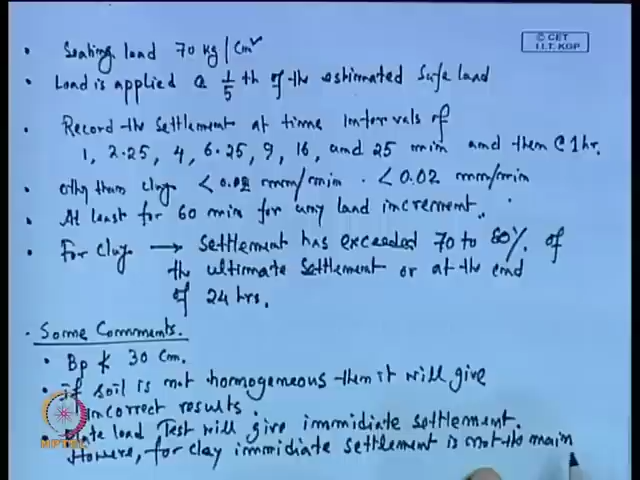 © CET
I.I.T. KGP
• Seating load 70 kg/cm²
• Load is applied @ 1/5 th of the estimated safe load
• Record the settlement at time intervals of
1, 2.25, 4, 6.25, 9, 16, and 25 min and then @ 1 hr.
• other than clay < 0.02 mm/min . < 0.02 mm/min
• At least for 60 min for any load increment.
• For clay → settlement has exceeded 70 to 80% of
the ultimate settlement or at the end
of 24 hrs.
• Some Comments.
• Bp ≮ 30 cm.
• if soil is not homogeneous then it will give
incorrect results.
• Plate load Test will give immidiate settlement.
However, for clay immidiate settlement is not the main
NPTEL